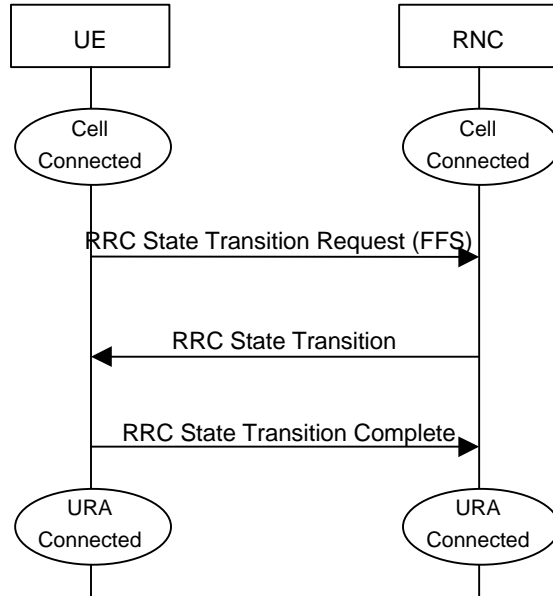 UE
RNC
Cell
Connected
Cell
Connected
RRC State Transition Request (FFS)
RRC State Transition
RRC State Transition Complete
URA
Connected
URA
Connected